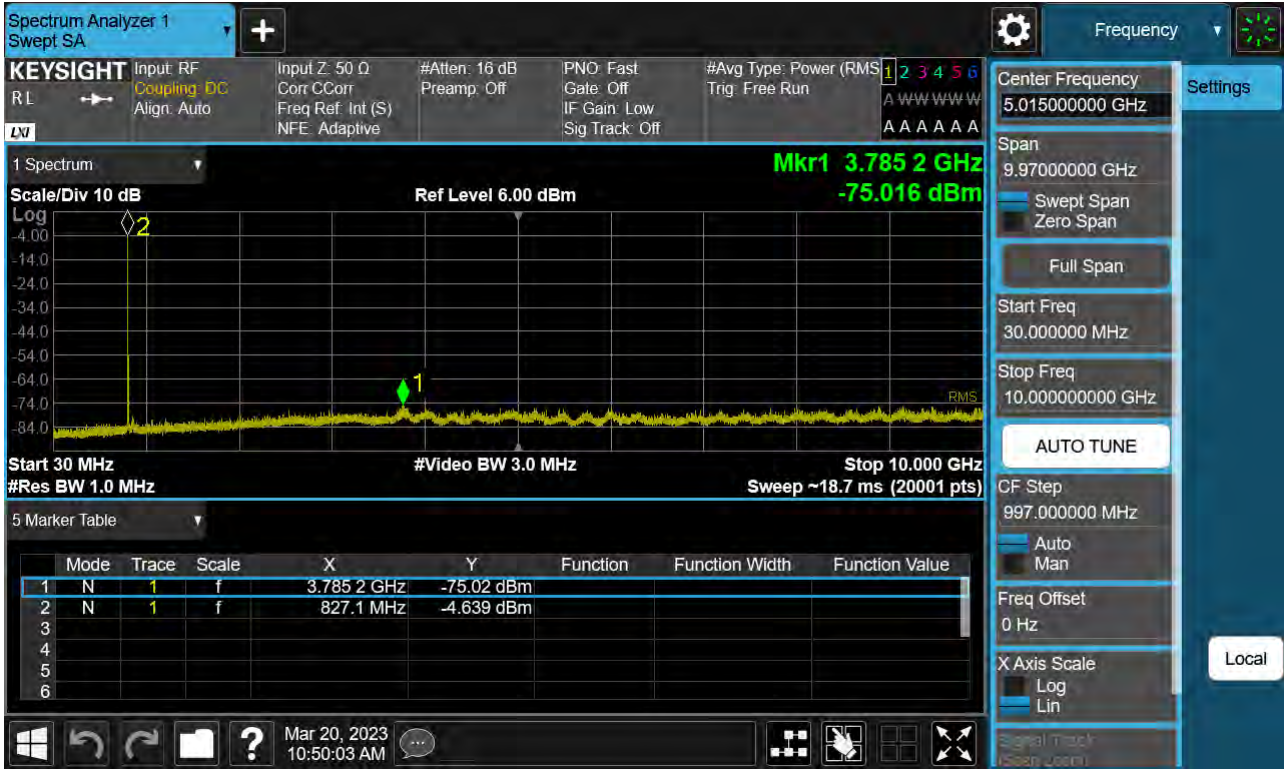 Spectrum Analyzer 1
Swept SA
+
Frequency
KEYSIGHT
RL
LXI
Input: RF
Coupling: DC
Align: Auto
Input Z: 50 Ω
Corr CCorr
Freq Ref: Int (S)
NFE: Adaptive
#Atten: 16 dB
Preamp: Off
PNO: Fast
Gate: Off
IF Gain: Low
Sig Track: Off
#Avg Type: Power (RMS
Trig: Free Run
1 2 3 4 5 6
A W W W W W
A A A A A A
1 Spectrum
Mkr1 3.785 2 GHz
Scale/Div 10 dB
Ref Level 6.00 dBm
-75.016 dBm
Log
2
-4.00
-14.0
-24.0
-34.0
-44.0
-54.0
-64.0
1
-74.0
RMS
-84.0
Start 30 MHz
#Video BW 3.0 MHz
Stop 10.000 GHz
#Res BW 1.0 MHz
Sweep ~18.7 ms (20001 pts)
5 Marker Table
Mode Trace Scale X Y Function Function Width Function Value
1 N 1 f 3.785 2 GHz -75.02 dBm
2 N 1 f 827.1 MHz -4.639 dBm
3
4
5
6
Center Frequency
5.015000000 GHz
Span
9.97000000 GHz
Swept Span
Zero Span
Full Span
Start Freq
30.000000 MHz
Stop Freq
10.000000000 GHz
AUTO TUNE
CF Step
997.000000 MHz
Auto
Man
Freq Offset
0 Hz
X Axis Scale
Log
Lin
Signal Track
(Span Zoom)
Settings
Local
?
Mar 20, 2023
10:50:03 AM